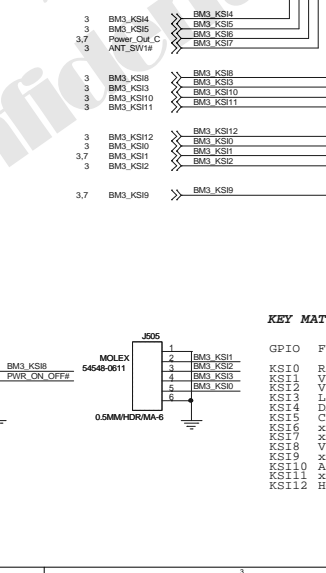 BM3_KSI4
3 BM3_KSI4
BM3_KSI5
3 BM3_KSI5
BM3_KSI6
3,7 Power_Out_C
BM3_KSI7
3 ANT_SW1#
BM3_KSI8
3 BM3_KSI8
BM3_KSI3
3 BM3_KSI3
BM3_KSI10
3 BM3_KSI10
BM3_KSI11
3 BM3_KSI11
BM3_KSI12
3 BM3_KSI12
BM3_KSI0
3 BM3_KSI0
BM3_KSI1
3,7 BM3_KSI1
BM3_KSI2
3 BM3_KSI2
BM3_KSI9
3,7 BM3_KSI9
KEY MAT
J505
MOLEX
54548-0611
1
2 BM3_KSI1
3 BM3_KSI2
4 BM3_KSI3
5 BM3_KSI0
6
0.5MM/HDR/MA-6
BM3_KSI8
PWR_ON_OFF#
GPIO F
KSI0 R
KSI1 V
KSI2 V
KSI3 L
KSI4 D
KSI5 C
KSI6 x
KSI7 x
KSI8 V
KSI9 x
KSI10 A
KSI11 x
KSI12 H
3